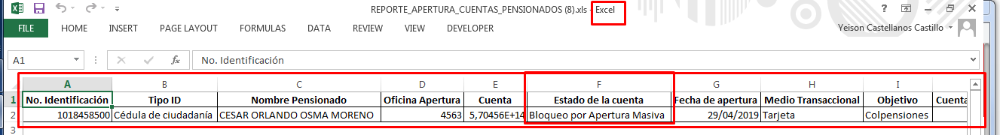 REPORTE_APERTURA_CUENTAS_PENSIONADOS (8).xls - Excel
FILE HOME INSERT PAGE LAYOUT FORMULAS DATA REVIEW VIEW DEVELOPER Yeison Castellanos Castillo
A1 fx No. Identificación
A B C D E F G H I
1 No. Identificación Tipo ID Nombre Pensionado Oficina Apertura Cuenta Estado de la cuenta Fecha de apertura Medio Transaccional Objetivo Cuenta
2 1018458500 Cédula de ciudadanía CESAR ORLANDO OSMA MORENO 4563 5,70456E+14 Bloqueo por Apertura Masiva 29/04/2019 Tarjeta Colpensiones
3